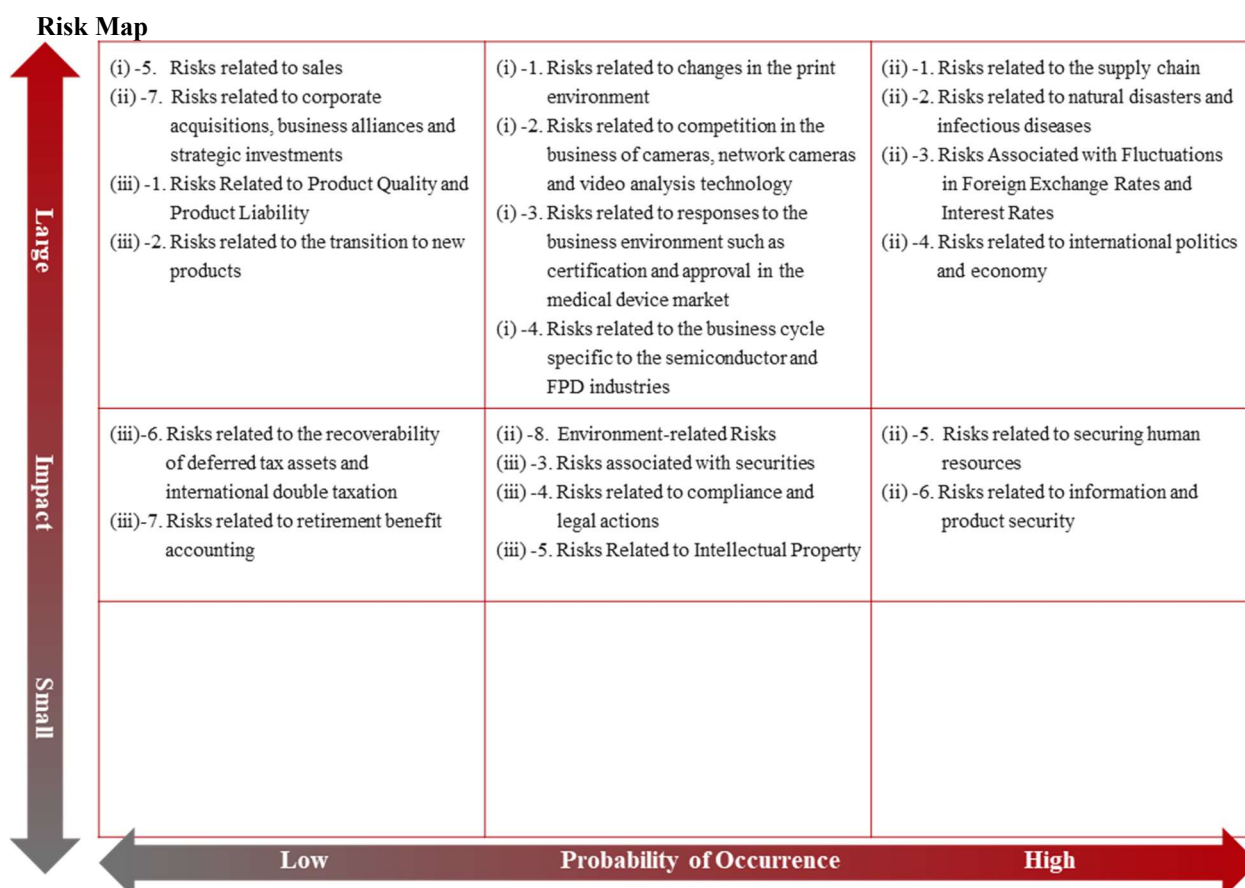 Risk Map
(i) -5. Risks related to sales
(ii) -7. Risks related to corporate
acquisitions, business alliances and
strategic investments
(iii) -1. Risks Related to Product Quality and
Product Liability
(iii) -2. Risks related to the transition to new
products
(i) -1. Risks related to changes in the print
environment
(i) -2. Risks related to competition in the
business of cameras, network cameras
and video analysis technology
(i) -3. Risks related to responses to the
business environment such as
certification and approval in the
medical device market
(i) -4. Risks related to the business cycle
specific to the semiconductor and
FPD industries
(ii) -1. Risks related to the supply chain
(ii) -2. Risks related to natural disasters and
infectious diseases
(ii) -3. Risks Associated with Fluctuations
in Foreign Exchange Rates and
Interest Rates
(ii) -4. Risks related to international politics
and economy
(iii)-6. Risks related to the recoverability
of deferred tax assets and
international double taxation
(iii)-7. Risks related to retirement benefit
accounting
(ii) -8. Environment-related Risks
(iii) -3. Risks associated with securities
(iii) -4. Risks related to compliance and
legal actions
(iii) -5. Risks Related to Intellectual Property
(ii) -5. Risks related to securing human
resources
(ii) -6. Risks related to information and
product security
Large
Impact
Small
Low
Probability of Occurrence
High